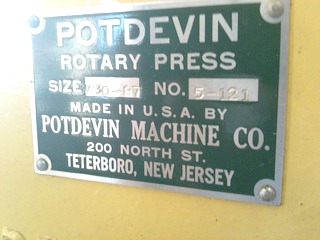 POTDEVIN
ROTARY PRESS
SIZE NO. 5-121
MADE IN U.S.A. BY
POTDEVIN MACHINE CO.
200 NORTH ST.
TETERBORO, NEW JERSEY